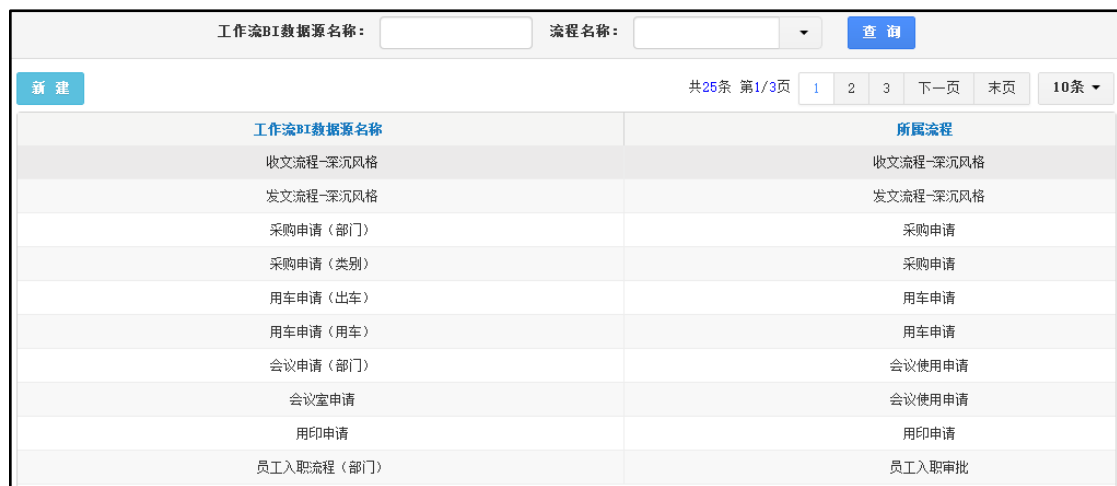 工作流BI数据源名称： 流程名称： 查 询
新 建 共25条 第1/3页 1 2 3 下一页 末页 10条
工作流BI数据源名称 所属流程
收文流程-深沉风格 收文流程-深沉风格
发文流程-深沉风格 发文流程-深沉风格
采购申请（部门） 采购申请
采购申请（类别） 采购申请
用车申请（出车） 用车申请
用车申请（用车） 用车申请
会议申请（部门） 会议使用申请
会议室申请 会议使用申请
用印申请 用印申请
员工入职流程（部门） 员工入职审批